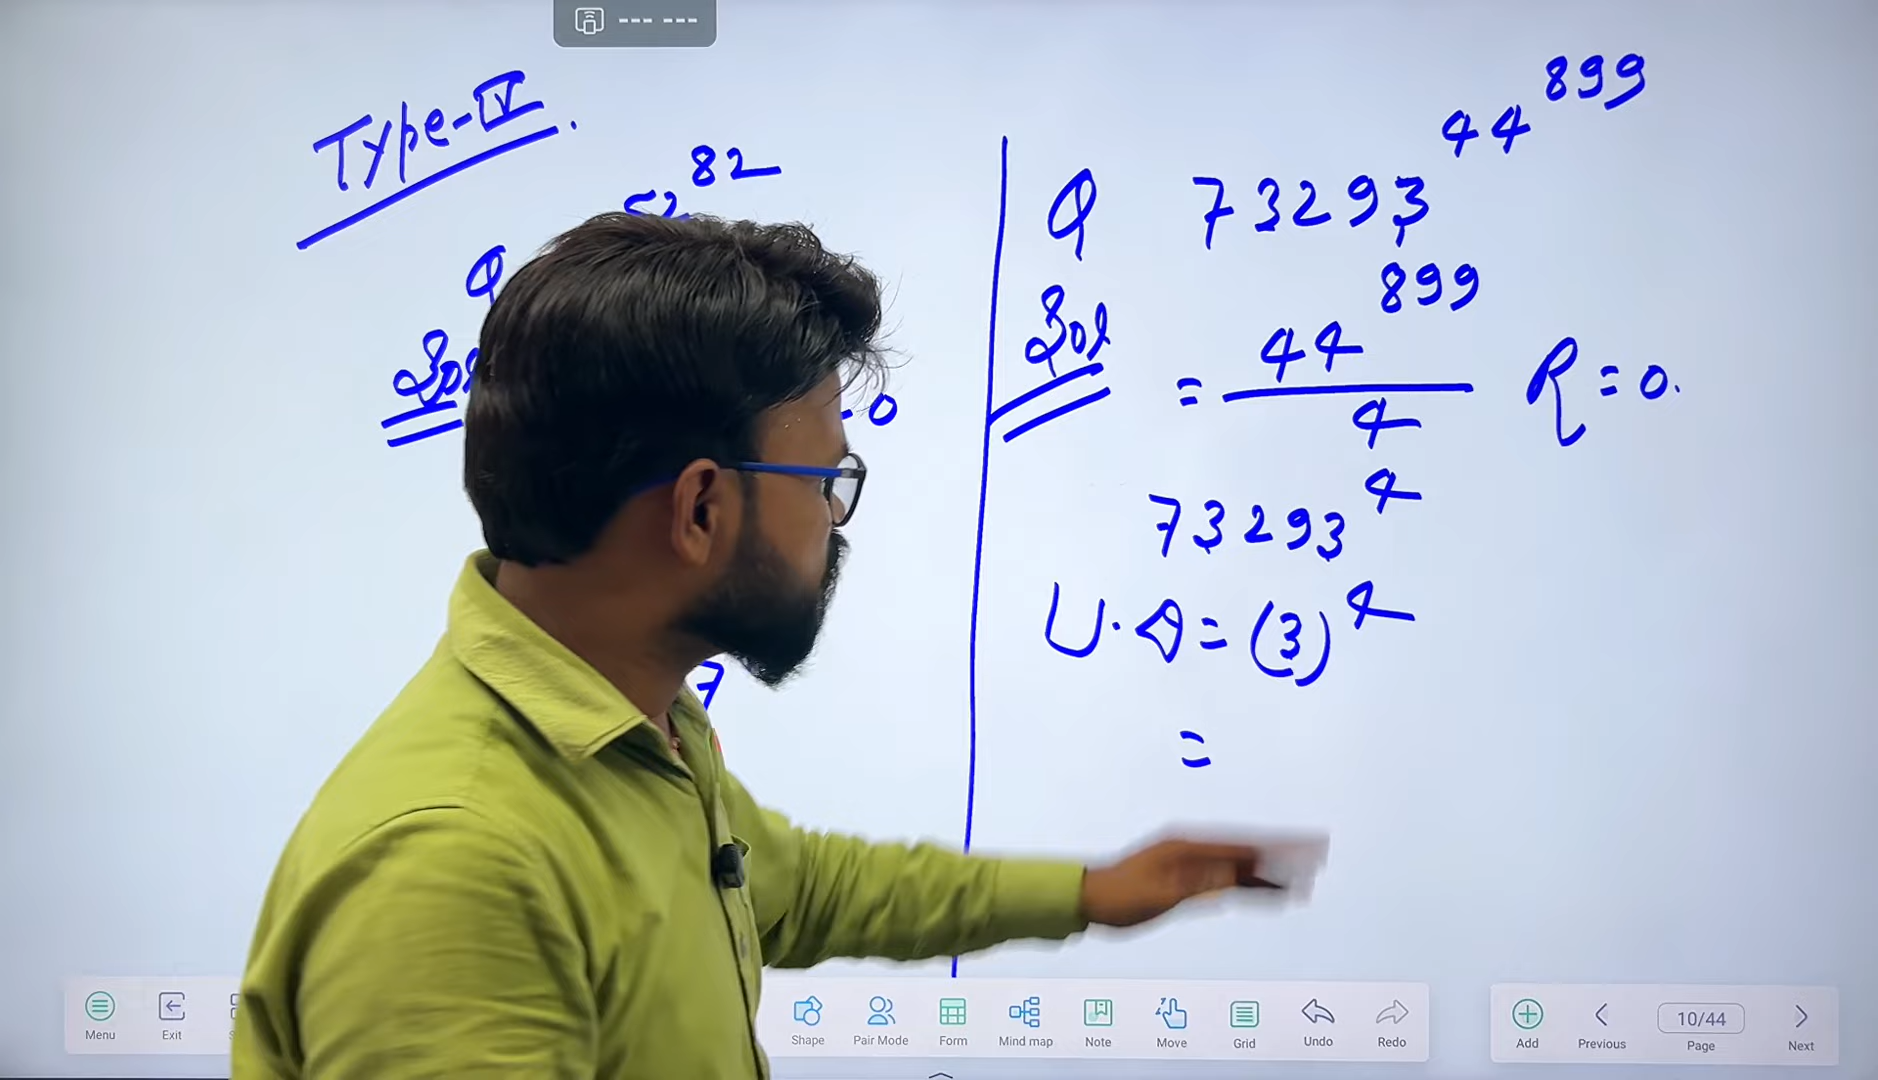 --- ---
Type-IV.
82
Q
Sol
0
7
Q 73293^44^899
Sol
= 44^899 / 4 R = 0.
73293^4
U.D = (3)^4
=
Menu Exit Shape Pair Mode Form Mind map Note Move Grid Undo Redo Add Previous 10/44 Page Next